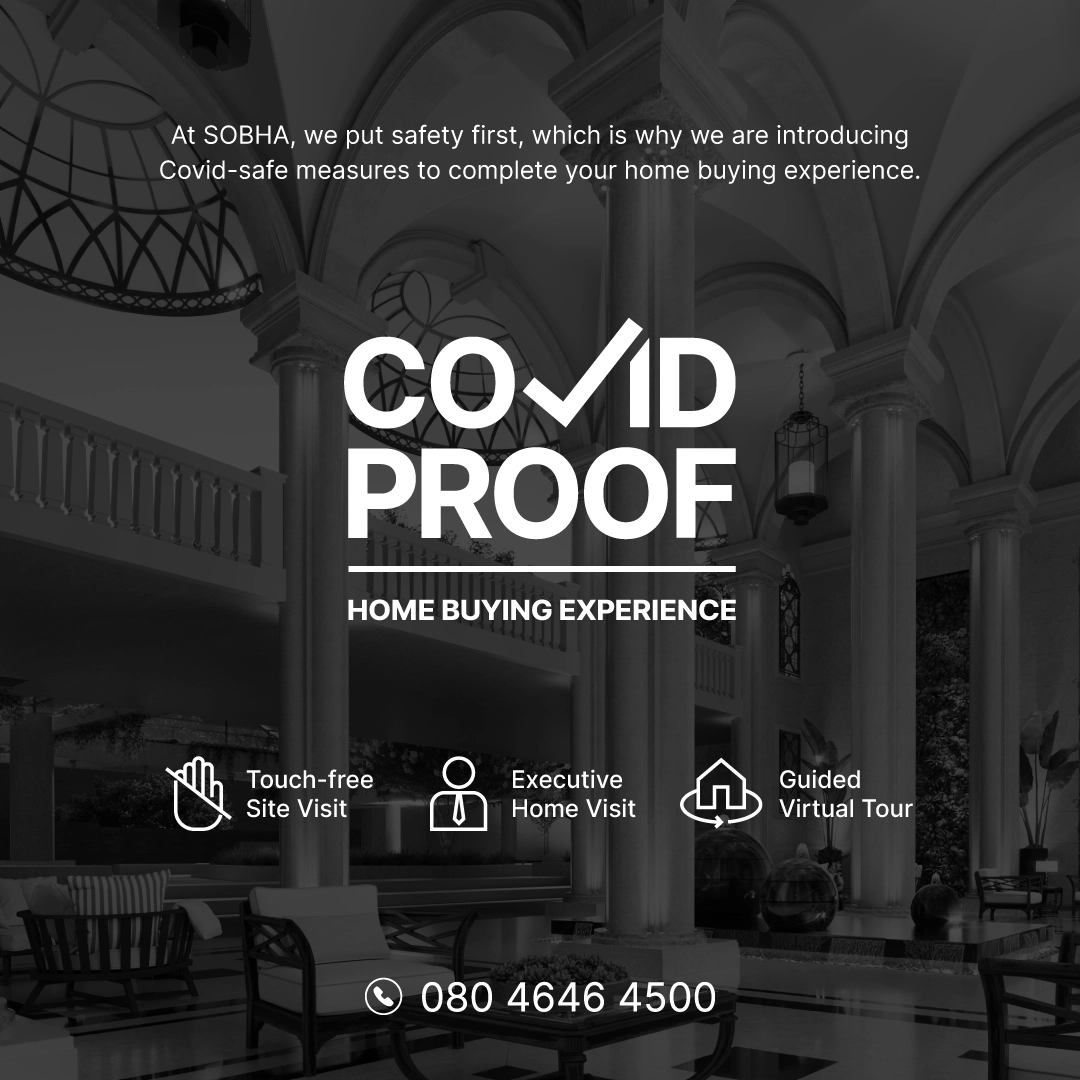 At SOBHA, we put safety first, which is why we are introducing
Covid-safe measures to complete your home buying experience.
COVID
PROOF
HOME BUYING EXPERIENCE
Touch-free
Site Visit
Executive
Home Visit
Guided
Virtual Tour
080 4646 4500